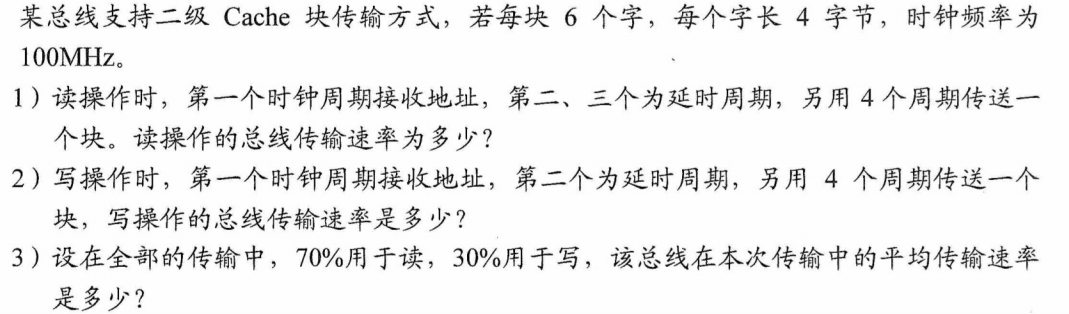 某总线支持二级 Cache 块传输方式，若每块 6 个字，每个字长 4 字节，时钟频率为
100MHz。
1）读操作时，第一个时钟周期接收地址，第二、三个为延时周期，另用 4 个周期传送一
个块。读操作的总线传输速率为多少？
2）写操作时，第一个时钟周期接收地址，第二个为延时周期，另用 4 个周期传送一个
块，写操作的总线传输速率是多少？
3）设在全部的传输中，70%用于读，30%用于写，该总线在本次传输中的平均传输速率
是多少？